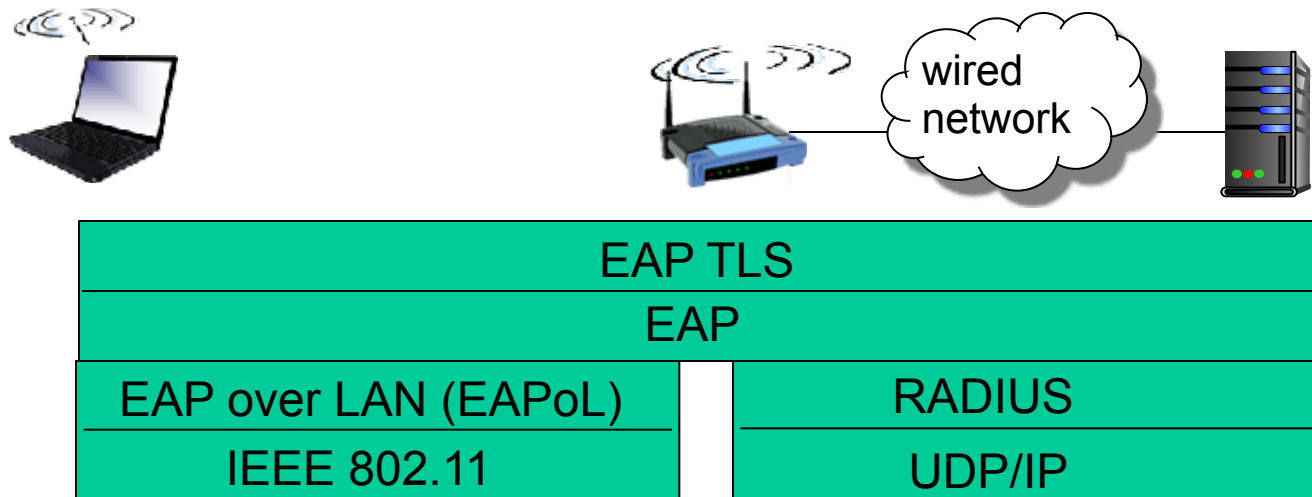 wired
network
EAP TLS
EAP
EAP over LAN (EAPoL)
RADIUS
IEEE 802.11
UDP/IP